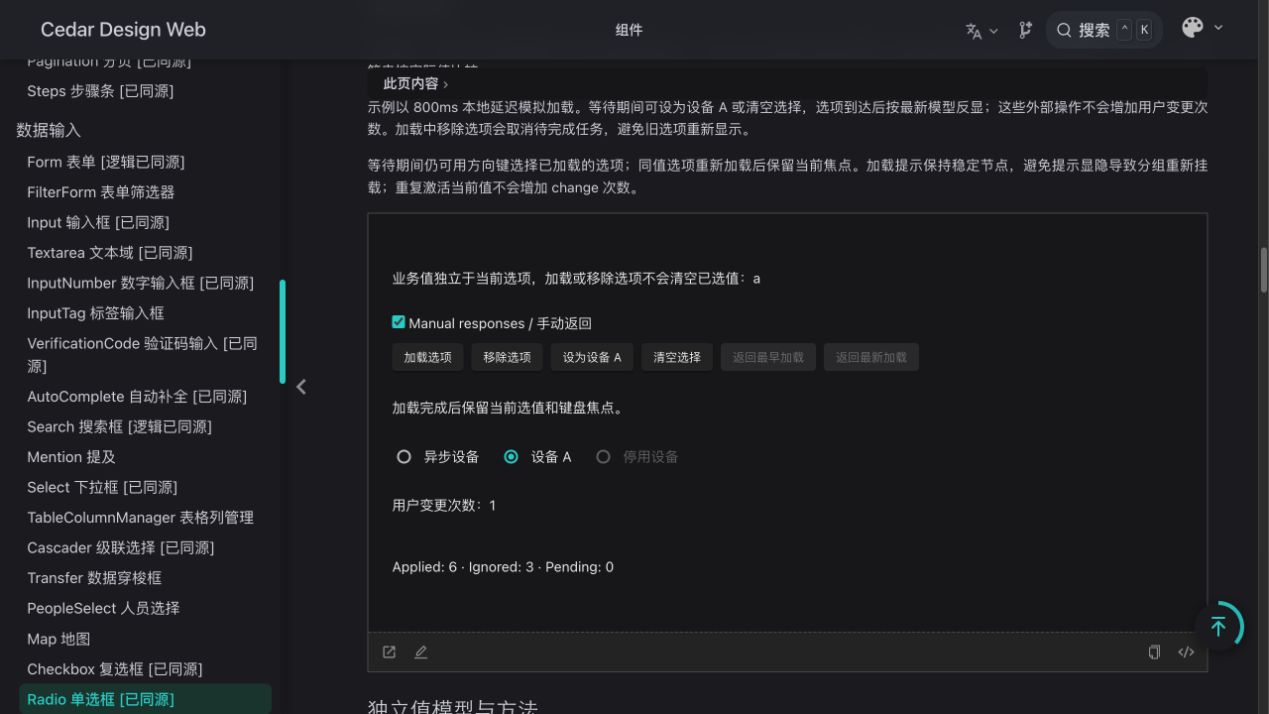 Cedar Design Web
组件
搜索
^
K
Pagination 分页 [已同源]
Steps 步骤条 [已同源]
数据输入
Form 表单 [逻辑已同源]
FilterForm 表单筛选器
Input 输入框 [已同源]
Textarea 文本域 [已同源]
InputNumber 数字输入框 [已同源]
InputTag 标签输入框
VerificationCode 验证码输入 [已同
源]
AutoComplete 自动补全 [已同源]
Search 搜索框 [逻辑已同源]
Mention 提及
Select 下拉框 [已同源]
TableColumnManager 表格列管理
Cascader 级联选择 [已同源]
Transfer 数据穿梭框
PeopleSelect 人员选择
Map 地图
Checkbox 复选框 [已同源]
Radio 单选框 [已同源]
此页内容 ›
示例以 800ms 本地延迟模拟加载。等待期间可设为设备 A 或清空选择，选项到达后按最新模型反显；这些外部操作不会增加用户变更次
数。加载中移除选项会取消待完成任务，避免旧选项重新显示。
等待期间仍可用方向键选择已加载的选项；同值选项重新加载后保留当前焦点。加载提示保持稳定节点，避免提示显隐导致分组重新挂
载；重复激活当前值不会增加 change 次数。
业务值独立于当前选项，加载或移除选项不会清空已选值：a
Manual responses / 手动返回
加载选项 移除选项 设为设备 A 清空选择 返回最早加载 返回最新加载
加载完成后保留当前选值和键盘焦点。
异步设备 设备 A 停用设备
用户变更次数：1
Applied: 6 · Ignored: 3 · Pending: 0
独立值模型与方法